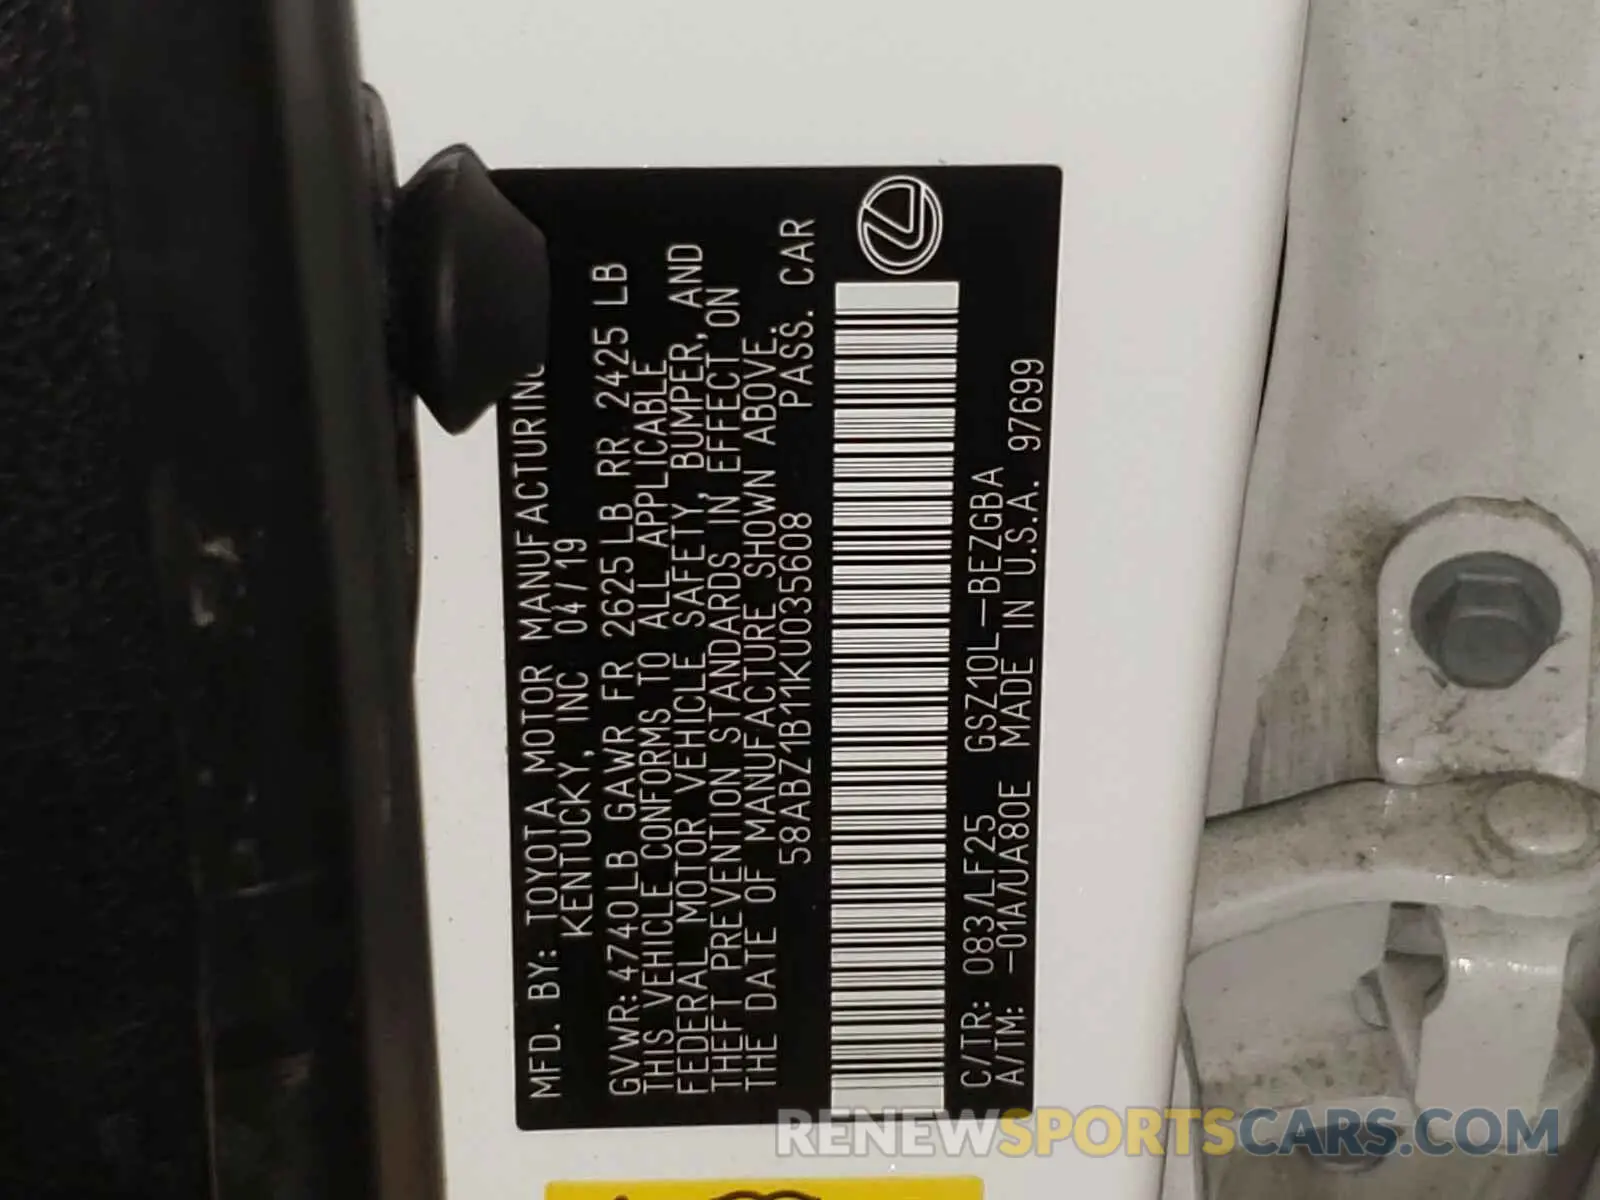 MFD. BY: TOYOTA MOTOR MANUFACTURING
KENTUCKY, INC 04/19
GVWR: 4740LB GAWR FR 2625LB RR 2425 LB
THIS VEHICLE CONFORMS TO ALL APPLICABLE
FEDERAL MOTOR VEHICLE SAFETY, BUMPER, AND
THEFT PREVENTION STANDARDS IN EFFECT ON
THE DATE OF MANUFACTURE SHOWN ABOVE.
58ABZ1B11KU035608 PASS. CAR
C/TR: 083/LF25 GSZ10L-BEZGBA
A/TM: -01A/UA80E MADE IN U.S.A. 97699
RENEWSPORTSCARS.COM